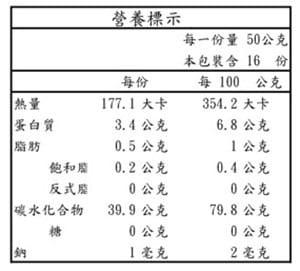 營養標示
每一份量 50公克
本包裝含 16 份
每份 每 100 公克
熱量 177.1 大卡 354.2 大卡
蛋白質 3.4 公克 6.8 公克
脂肪 0.5 公克 1 公克
飽和脂 0.2 公克 0.4 公克
反式脂 0 公克 0 公克
碳水化合物 39.9 公克 79.8 公克
糖 0 公克 0 公克
鈉 1 毫克 2 毫克